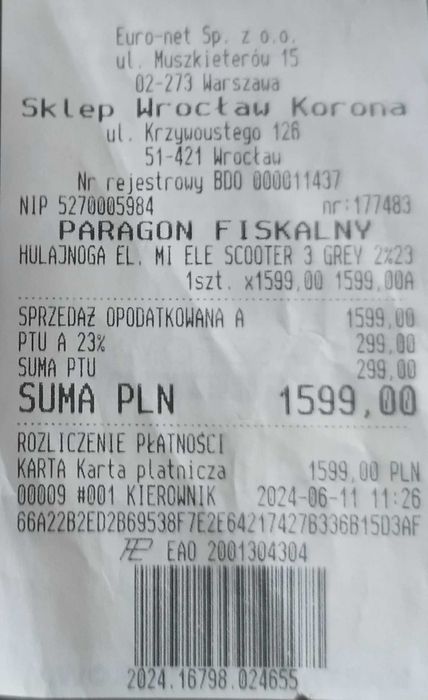 Euro-net Sp. z o.o.
ul. Muszkieterów 15
02-273 Warszawa
Sklep Wrocław Korona
ul. Krzywoustego 126
51-421 Wrocław
Nr rejestrowy BDO 000011437
NIP 5270005984 nr:177483
PARAGON FISKALNY
HULAJNOGA EL. MI ELE SCOOTER 3 GREY 2%23
1szt. x1599,00 1599,00A
SPRZEDAŻ OPODATKOWANA A 1599,00
PTU A 23% 299,00
SUMA PTU 299,00
SUMA PLN 1599,00
ROZLICZENIE PŁATNOŚCI
KARTA Karta płatnicza 1599,00 PLN
00009 #001 KIEROWNIK 2024-06-11 11:26
66A22B2ED2B69538F7E2E64217427B336B15D3AF
EAO 2001304304
2024.16798.024655